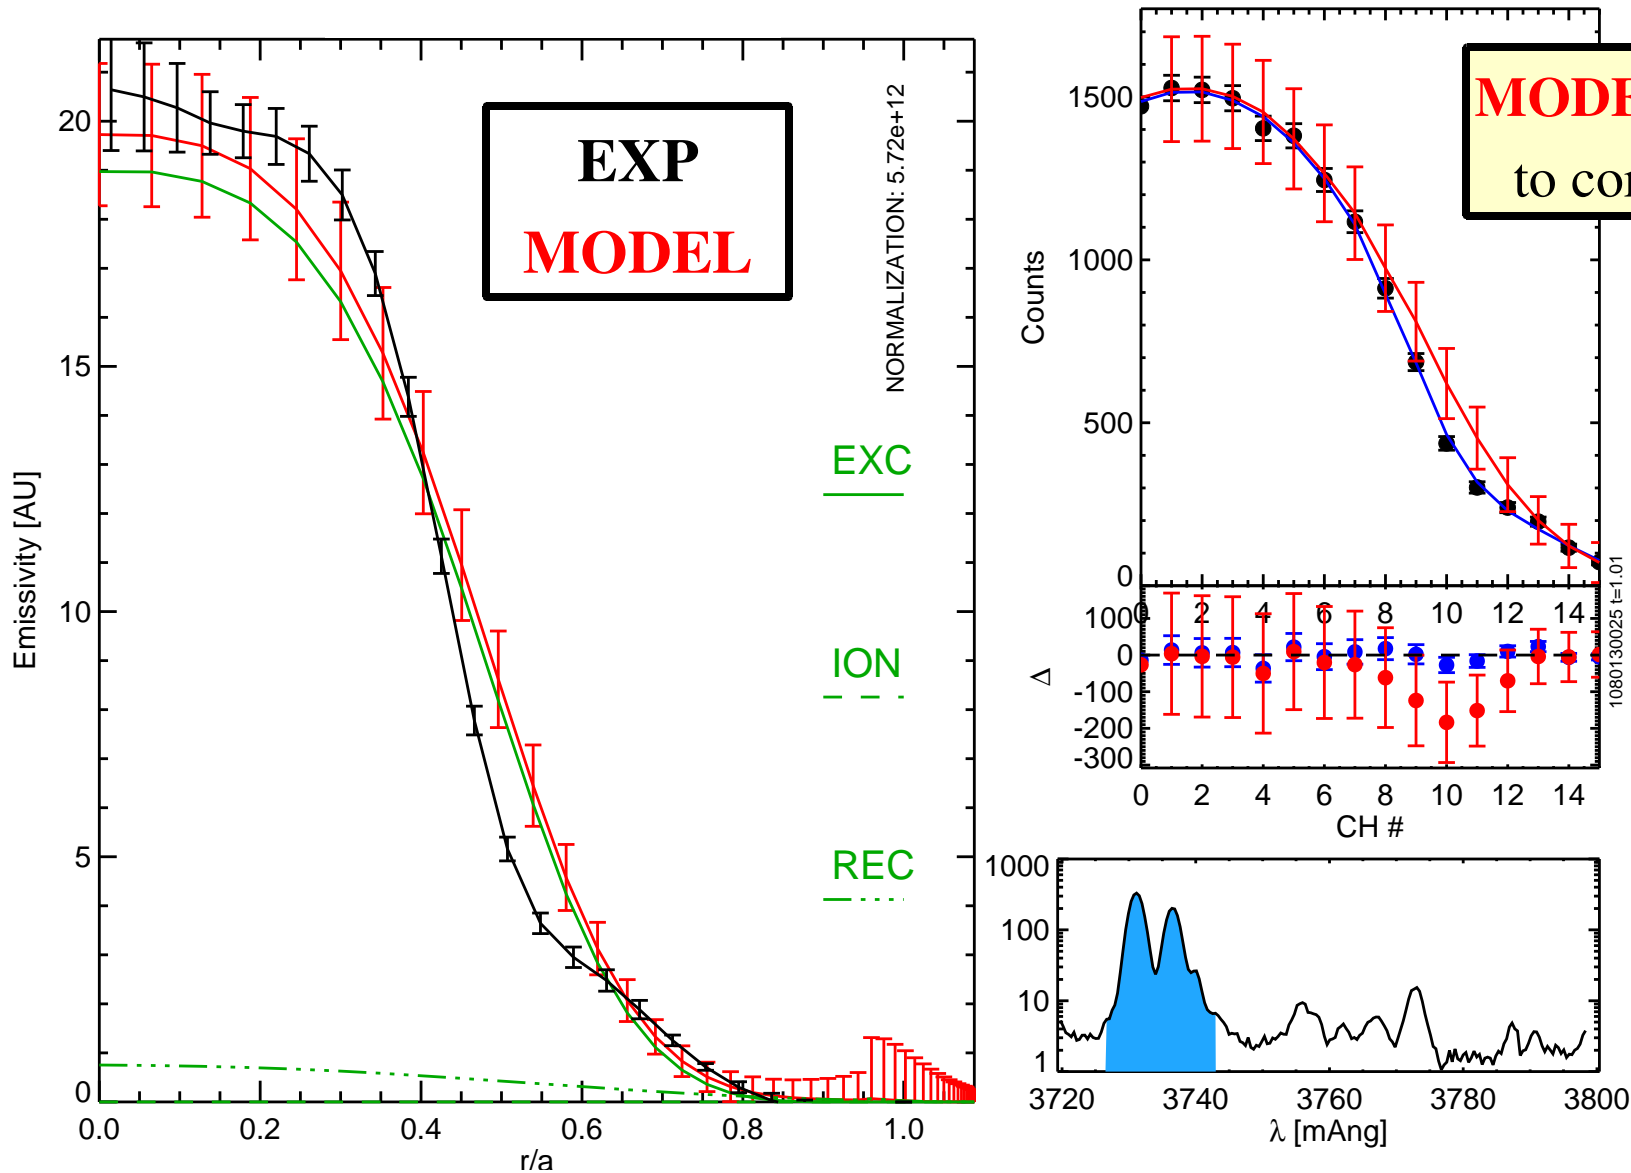 EXP
MODEL
NORMALIZATION: 5.72e+12
EXC
ION
REC
Emissivity [AU]
20
15
10
5
0
0.0 0.2 0.4 0.6 0.8 1.0
r/a
MODE
to co
Counts
1500
1000
500
0
0 2 4 6 8 10 12 14
1080130025 t=1.01
Δ
100
0
-100
-200
-300
0 2 4 6 8 10 12 14
CH #
1000
100
10
1
3720 3740 3760 3780 3800
λ [mAng]